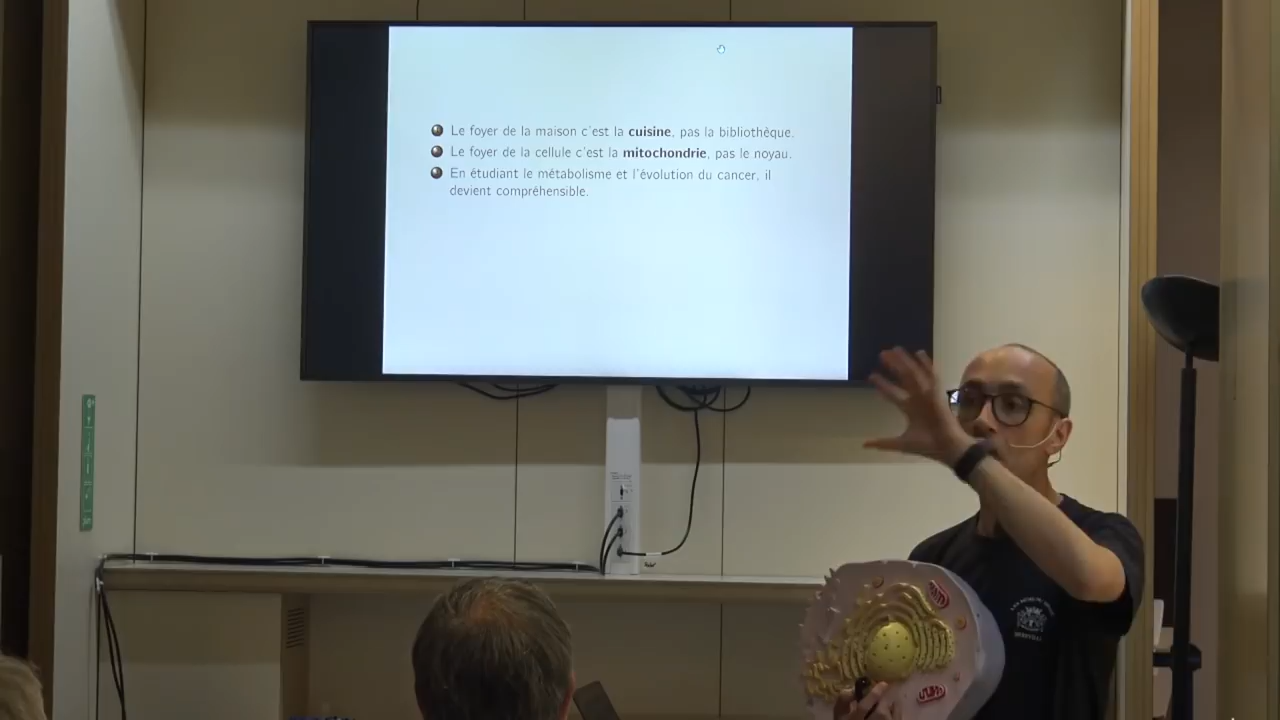 Le foyer de la maison c'est la cuisine, pas la bibliothèque.
Le foyer de la cellule c'est la mitochondrie, pas le noyau.
En étudiant le métabolisme et l'évolution du cancer, il
devient compréhensible.